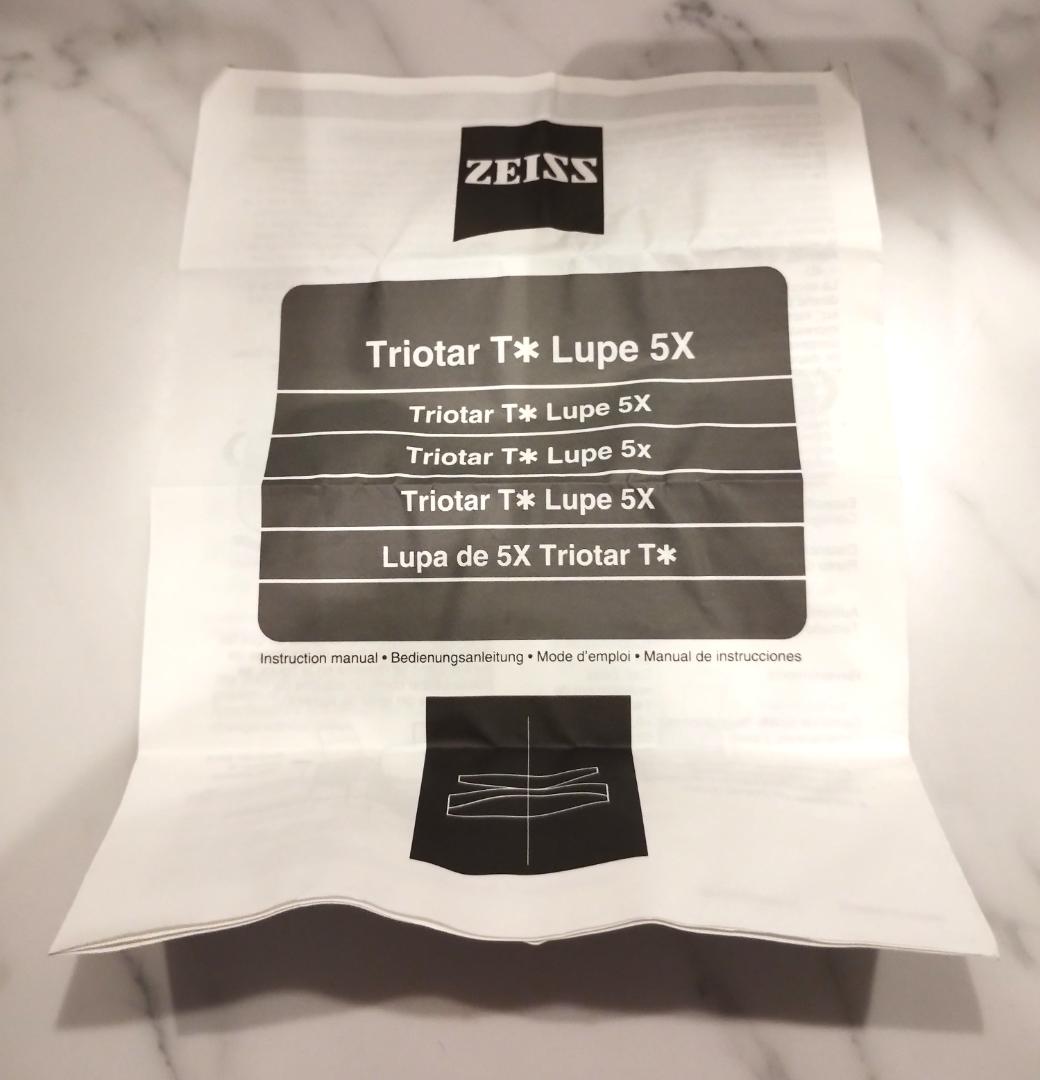 ZEISS
Triotar T* Lupe 5X
Triotar T* Lupe 5X
Triotar T* Lupe 5x
Triotar T* Lupe 5X
Lupa de 5X Triotar T*
Instruction manual • Bedienungsanleitung • Mode d'emploi • Manual de instrucciones